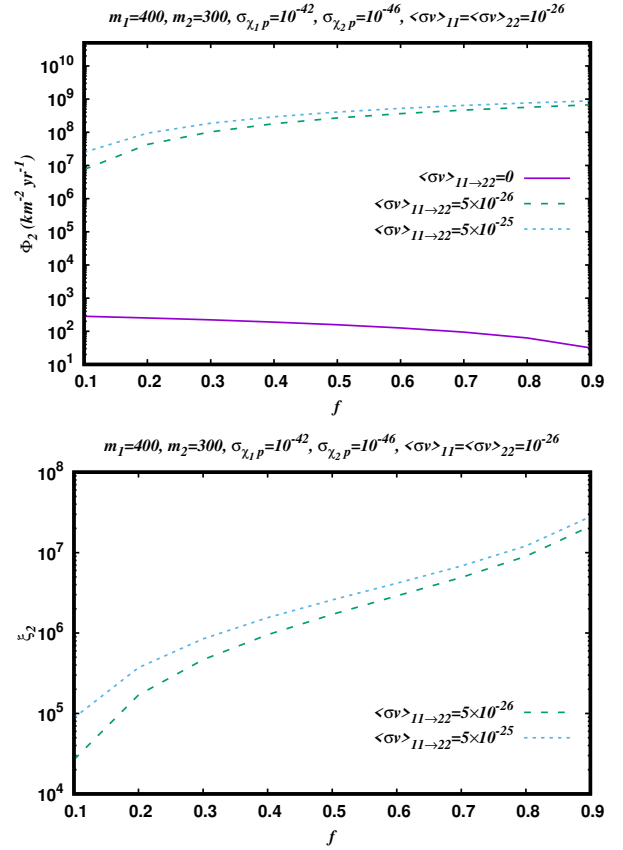 m₁=400, m₂=300, σ_χ₁p=10⁻⁴², σ_χ₂p=10⁻⁴⁶, <σv>₁₁=<σv>₂₂=10⁻²⁶
10¹⁰
10⁹
10⁸
10⁷
10⁶
10⁵
10⁴
10³
10²
10¹
Φ₂ (km⁻² yr⁻¹)
<σv>₁₁→₂₂=0
<σv>₁₁→₂₂=5×10⁻²⁶
<σv>₁₁→₂₂=5×10⁻²⁵
0.1 0.2 0.3 0.4 0.5 0.6 0.7 0.8 0.9
f
m₁=400, m₂=300, σ_χ₁p=10⁻⁴², σ_χ₂p=10⁻⁴⁶, <σv>₁₁=<σv>₂₂=10⁻²⁶
10⁸
10⁷
10⁶
10⁵
10⁴
ξ₂
<σv>₁₁→₂₂=5×10⁻²⁶
<σv>₁₁→₂₂=5×10⁻²⁵
0.1 0.2 0.3 0.4 0.5 0.6 0.7 0.8 0.9
f